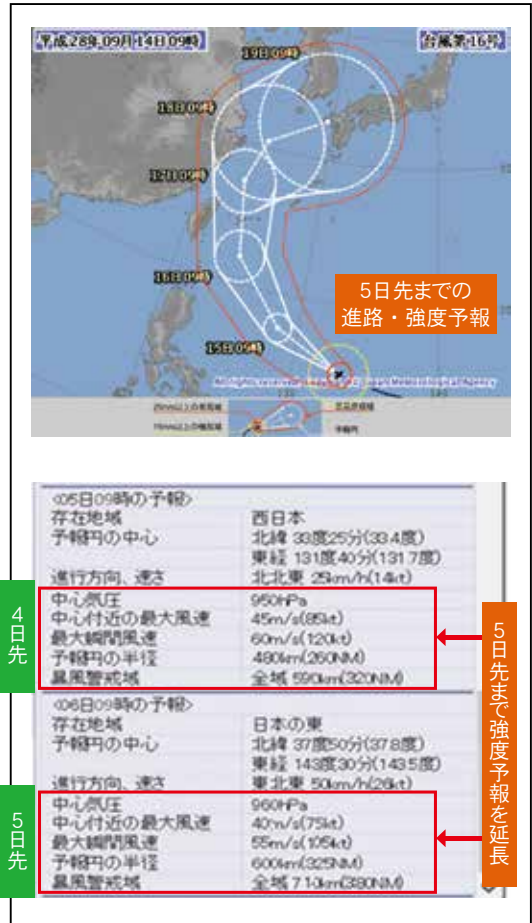 平成28年09月14日09時
台風第16号
19日09時
18日09時
17日09時
16日09時
15日09時
5日先までの
進路・強度予報
<05日09時の予報>
存在地域 西日本
予報円の中心 北緯 33度25分(33.4度)
東経 131度40分(131.7度)
進行方向、速さ 北北東 25km/h(14kt)
4日先
中心気圧 950hPa
中心付近の最大風速 45m/s(85kt)
最大瞬間風速 60m/s(120kt)
予報円の半径 480km(260NM)
暴風警戒域 全域 590km(320NM)
5日先まで強度予報を延長
<06日09時の予報>
存在地域 日本の東
予報円の中心 北緯 37度50分(37.8度)
東経 143度30分(143.5度)
進行方向、速さ 東北東 50km/h(26kt)
5日先
中心気圧 960hPa
中心付近の最大風速 40m/s(75kt)
最大瞬間風速 55m/s(105kt)
予報円の半径 600km(325NM)
暴風警戒域 全域 710km(380NM)